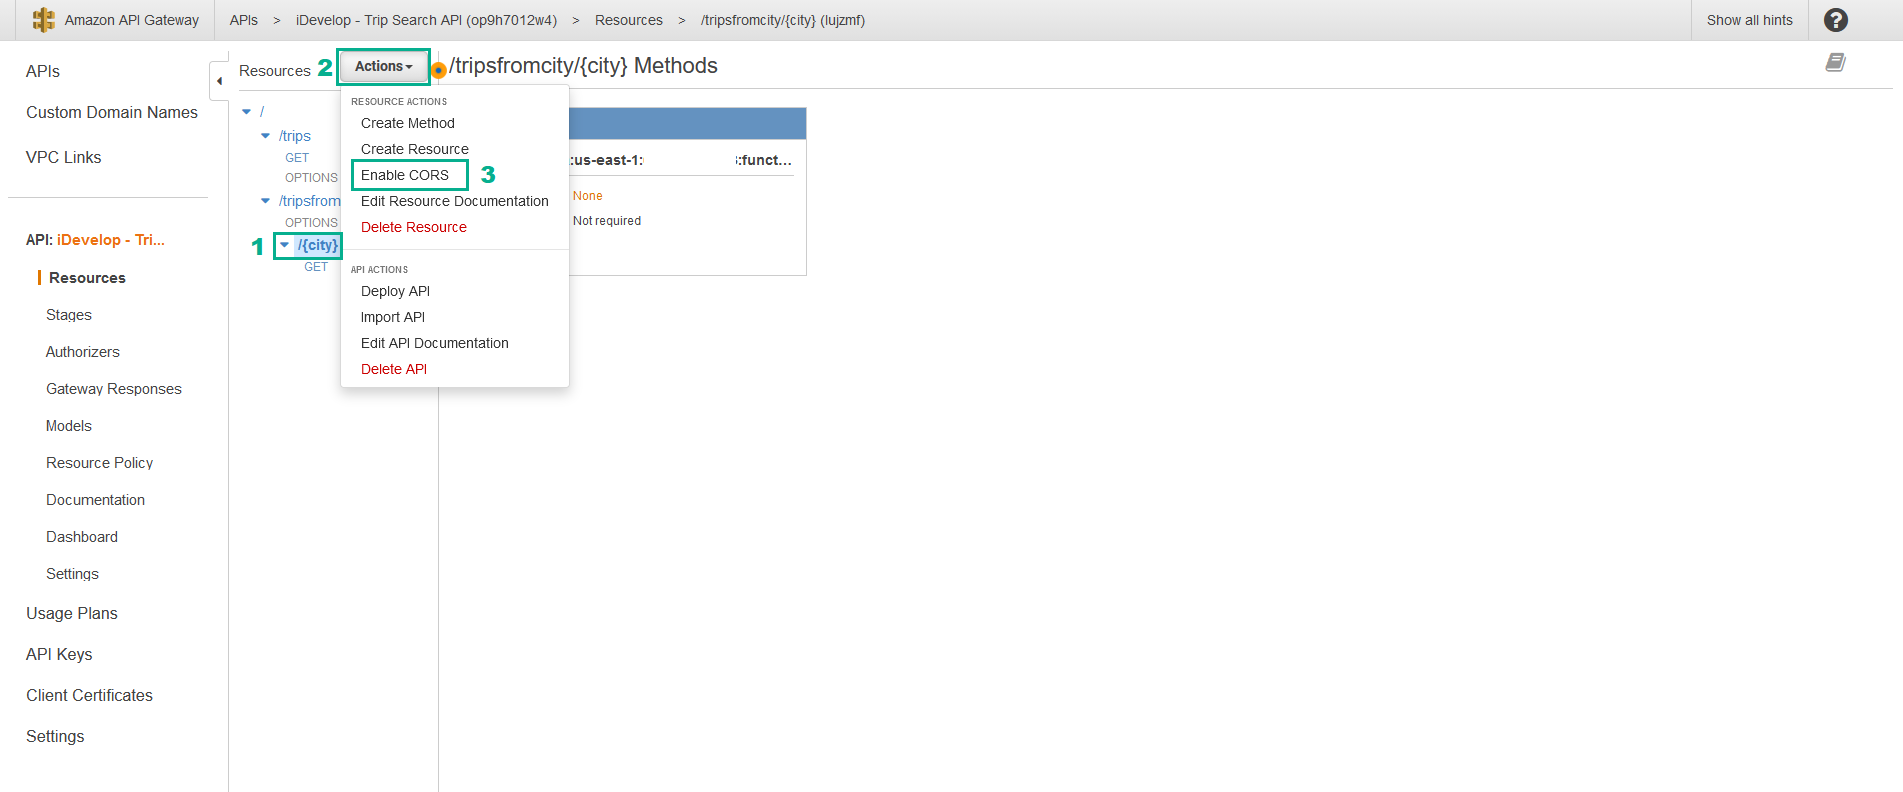 Amazon API Gateway
APIs > iDevelop - Trip Search API (op9h7012w4) > Resources > /tripsfromcity/{city} (lujzmf)
Show all hints
?
APIs
Custom Domain Names
VPC Links
API: iDevelop - Tri...
Resources
Stages
Authorizers
Gateway Responses
Models
Resource Policy
Documentation
Dashboard
Settings
Usage Plans
API Keys
Client Certificates
Settings
Resources
2
Actions
/
/trips
GET
OPTIONS
/tripsfrom
OPTIONS
1
/{city}
GET
RESOURCE ACTIONS
Create Method
Create Resource
Enable CORS
3
Edit Resource Documentation
Delete Resource
API ACTIONS
Deploy API
Import API
Edit API Documentation
Delete API
/tripsfromcity/{city} Methods
:us-east-1: :funct...
None
Not required